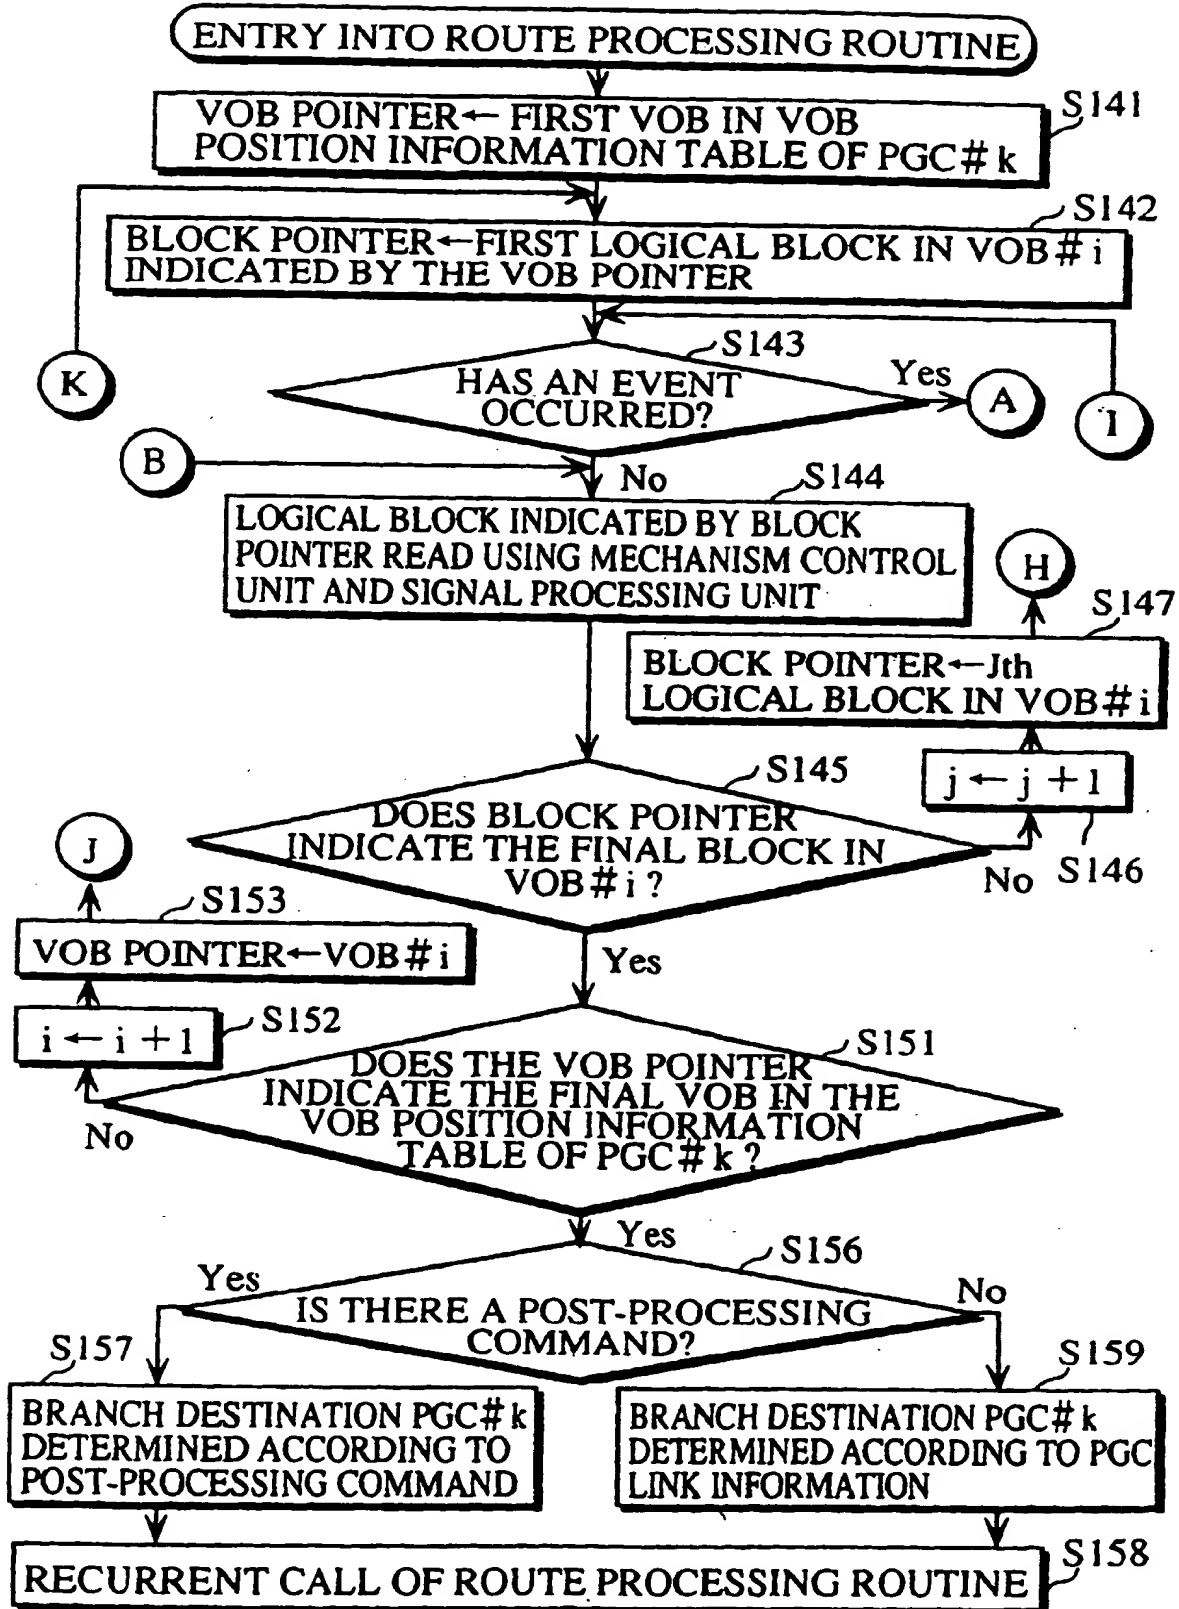 ENTRY INTO ROUTE PROCESSING ROUTINE
S141
VOB POINTER← FIRST VOB IN VOB
POSITION INFORMATION TABLE OF PGC#k
S142
BLOCK POINTER←FIRST LOGICAL BLOCK IN VOB#i
INDICATED BY THE VOB POINTER
S143
K
HAS AN EVENT
OCCURRED?
Yes
A
I
B
No
S144
LOGICAL BLOCK INDICATED BY BLOCK
POINTER READ USING MECHANISM CONTROL
UNIT AND SIGNAL PROCESSING UNIT
H
S147
BLOCK POINTER←Jth
LOGICAL BLOCK IN VOB#i
S145
j ← j + 1
DOES BLOCK POINTER
INDICATE THE FINAL BLOCK IN
VOB#i?
No
S146
J
S153
VOB POINTER←VOB#i
Yes
S152
i ← i + 1
S151
DOES THE VOB POINTER
INDICATE THE FINAL VOB IN THE
VOB POSITION INFORMATION
TABLE OF PGC#k?
No
Yes
S156
Yes
No
IS THERE A POST-PROCESSING
COMMAND?
S157
S159
BRANCH DESTINATION PGC#k
DETERMINED ACCORDING TO
POST-PROCESSING COMMAND
BRANCH DESTINATION PGC#k
DETERMINED ACCORDING TO PGC
LINK INFORMATION
S158
RECURRENT CALL OF ROUTE PROCESSING ROUTINE